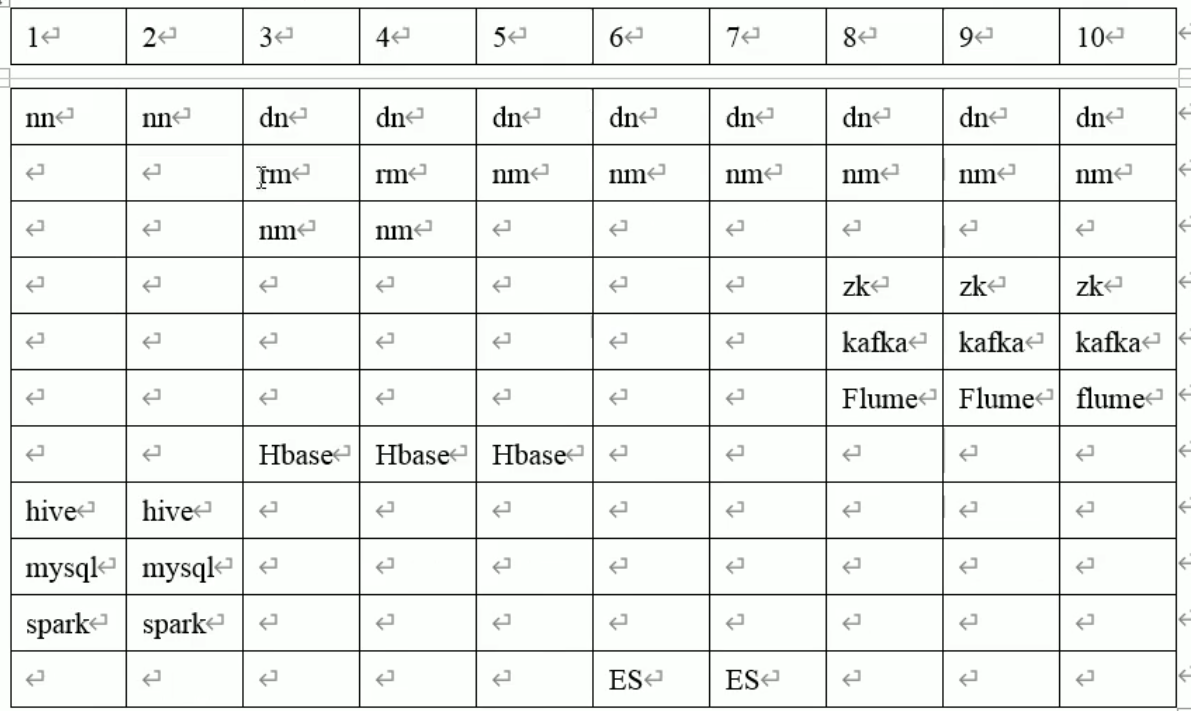 1 2 3 4 5 6 7 8 9 10
nn nn dn dn dn dn dn dn dn dn
rm rm nm nm nm nm nm nm
nm nm
zk zk zk
kafka kafka kafka
Flume Flume flume
Hbase Hbase Hbase
hive hive
mysql mysql
spark spark
ES ES